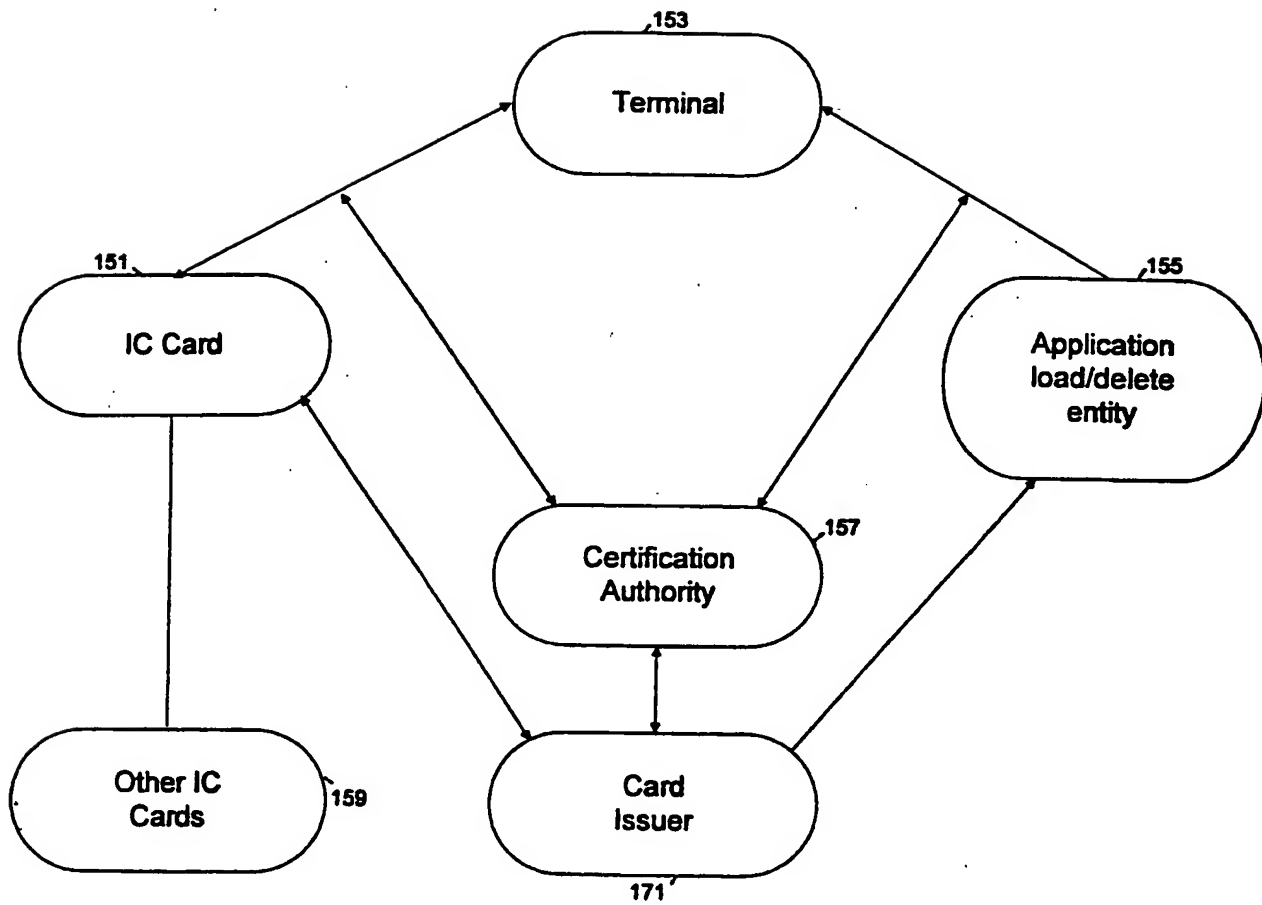 153
Terminal
151
IC Card
155
Application
load/delete
entity
157
Certification
Authority
Other IC
Cards
159
Card
Issuer
171